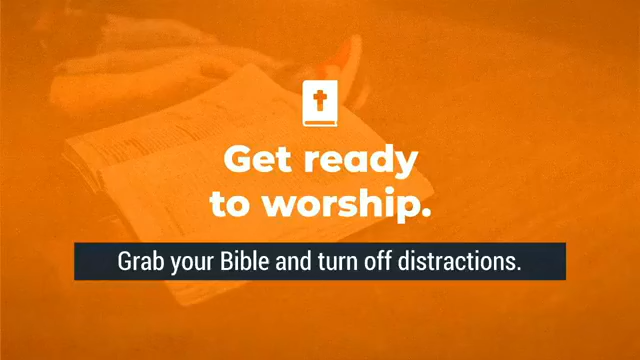 Get ready
to worship.
Grab your Bible and turn off distractions.